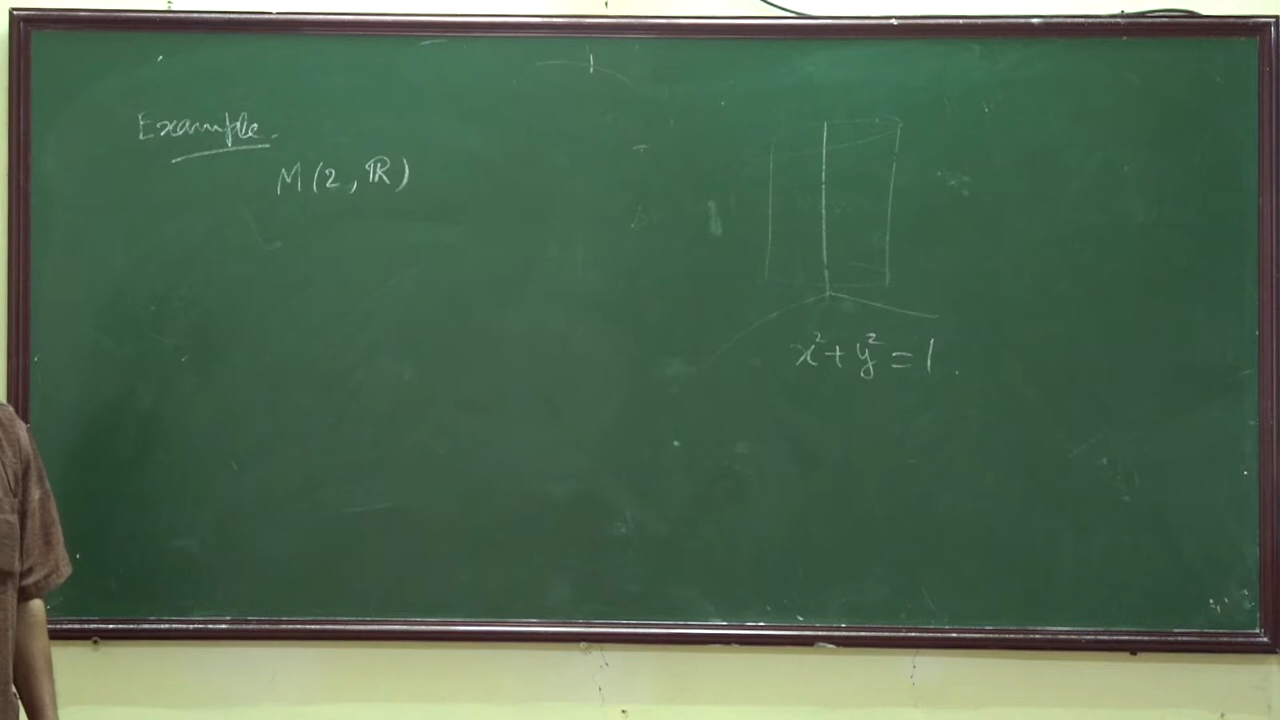 Example.
M(2, ℝ)
x² + y² = 1.